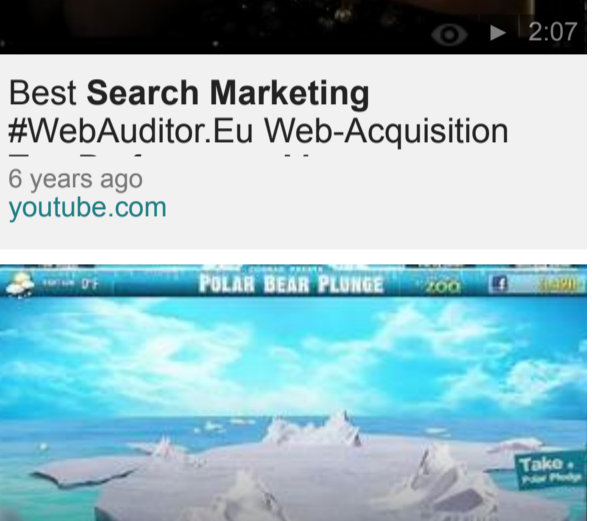 2:07
Best Search Marketing
#WebAuditor.Eu Web-Acquisition
6 years ago
youtube.com
POLAR BEAR PLUNGE
ZOO
f
Take